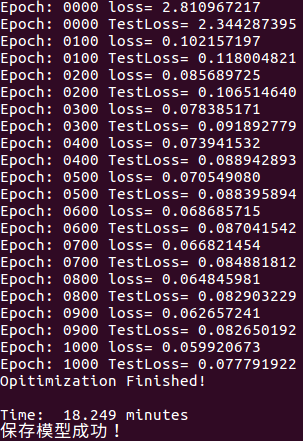 Epoch: 0000 loss= 2.810967217
Epoch: 0000 TestLoss= 2.344287395
Epoch: 0100 loss= 0.102157197
Epoch: 0100 TestLoss= 0.118004821
Epoch: 0200 loss= 0.085689725
Epoch: 0200 TestLoss= 0.106514640
Epoch: 0300 loss= 0.078385171
Epoch: 0300 TestLoss= 0.091892779
Epoch: 0400 loss= 0.073941532
Epoch: 0400 TestLoss= 0.088942893
Epoch: 0500 loss= 0.070549080
Epoch: 0500 TestLoss= 0.088395894
Epoch: 0600 loss= 0.068685715
Epoch: 0600 TestLoss= 0.087041542
Epoch: 0700 loss= 0.066821454
Epoch: 0700 TestLoss= 0.084881812
Epoch: 0800 loss= 0.064845981
Epoch: 0800 TestLoss= 0.082903229
Epoch: 0900 loss= 0.062657241
Epoch: 0900 TestLoss= 0.082650192
Epoch: 1000 loss= 0.059920673
Epoch: 1000 TestLoss= 0.077791922
Opitimization Finished!
Time:  18.249 minutes
保存模型成功！